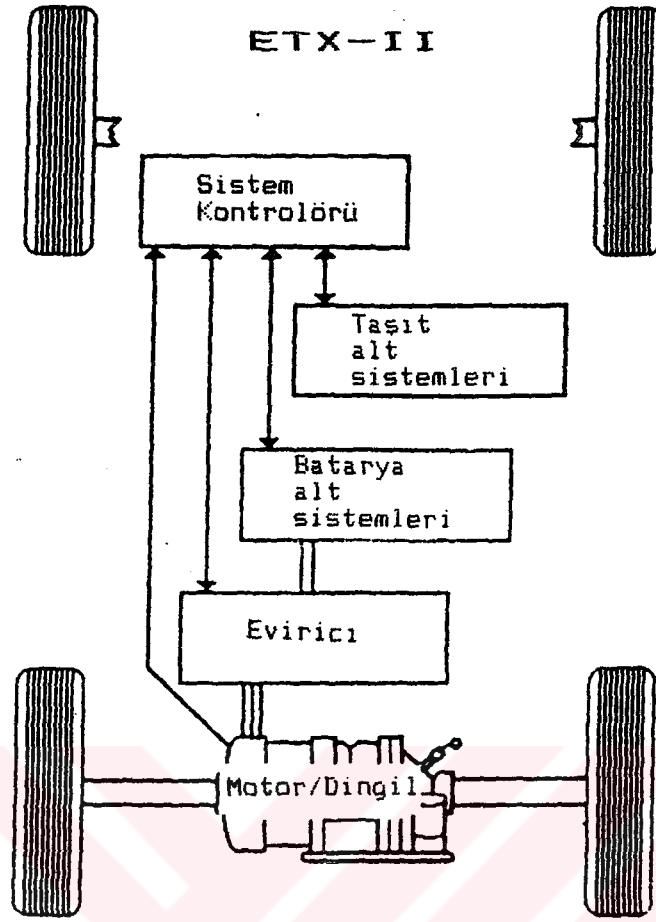 ETX-II
Sistem
Kontrolörü
Taşıt
alt
sistemleri
Batarya
alt
sistemleri
Evirici
Motor/Dingil